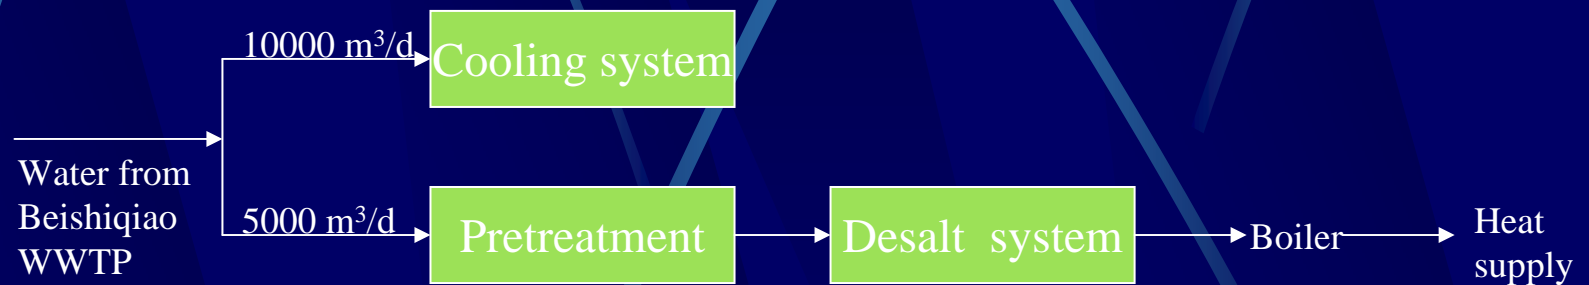 10000 m³/d
Cooling system
Water from
Beishiqiao
WWTP
5000 m³/d
Pretreatment
Desalt system
Boiler
Heat
supply